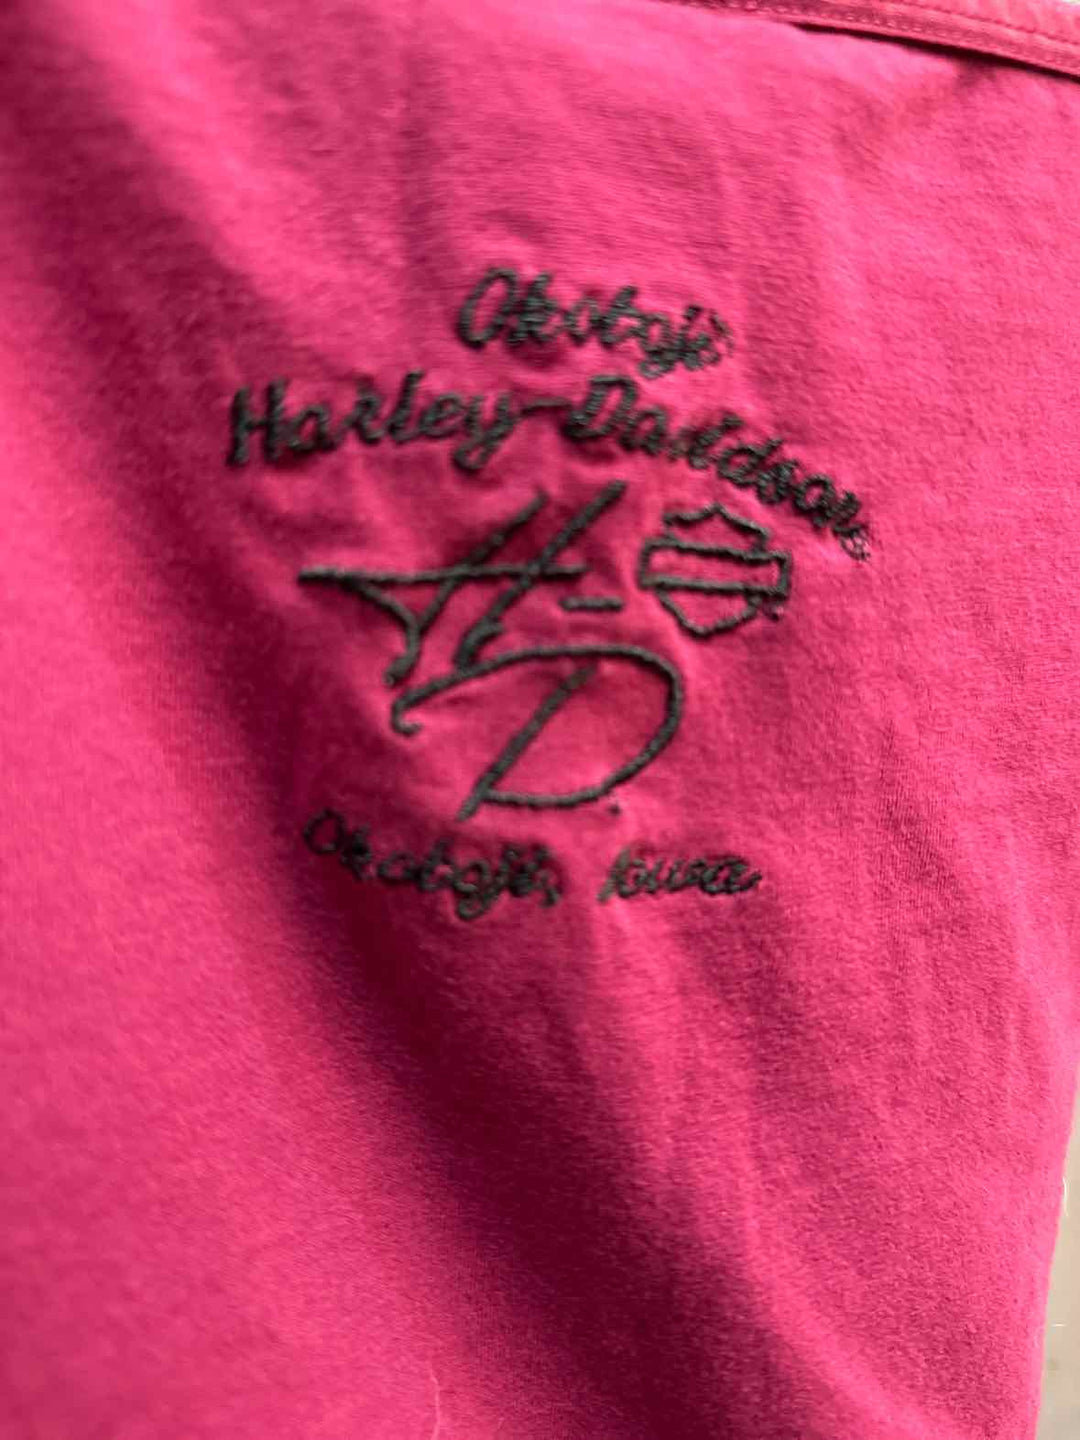 Okoboji
Harley-Davidson®
H-
D.
Okoboji, Iowa